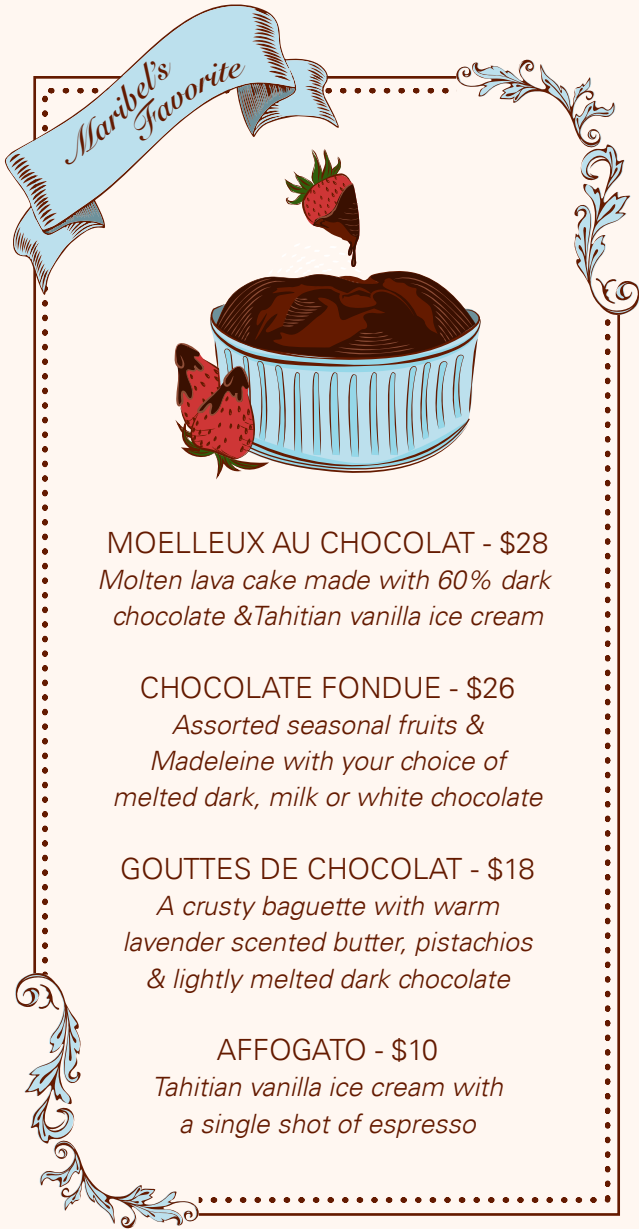 Maribel's
Favorite
MOELLEUX AU CHOCOLAT - $28
Molten lava cake made with 60% dark
chocolate &Tahitian vanilla ice cream
CHOCOLATE FONDUE - $26
Assorted seasonal fruits &
Madeleine with your choice of
melted dark, milk or white chocolate
GOUTTES DE CHOCOLAT - $18
A crusty baguette with warm
lavender scented butter, pistachios
& lightly melted dark chocolate
AFFOGATO - $10
Tahitian vanilla ice cream with
a single shot of espresso